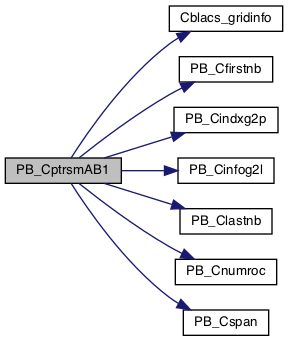 Cblacs_gridinfo
PB_Cfirstnb
PB_Cindxg2p
PB_CptrsmAB1
PB_Cinfog2l
PB_Clastnb
PB_Cnumroc
PB_Cspan